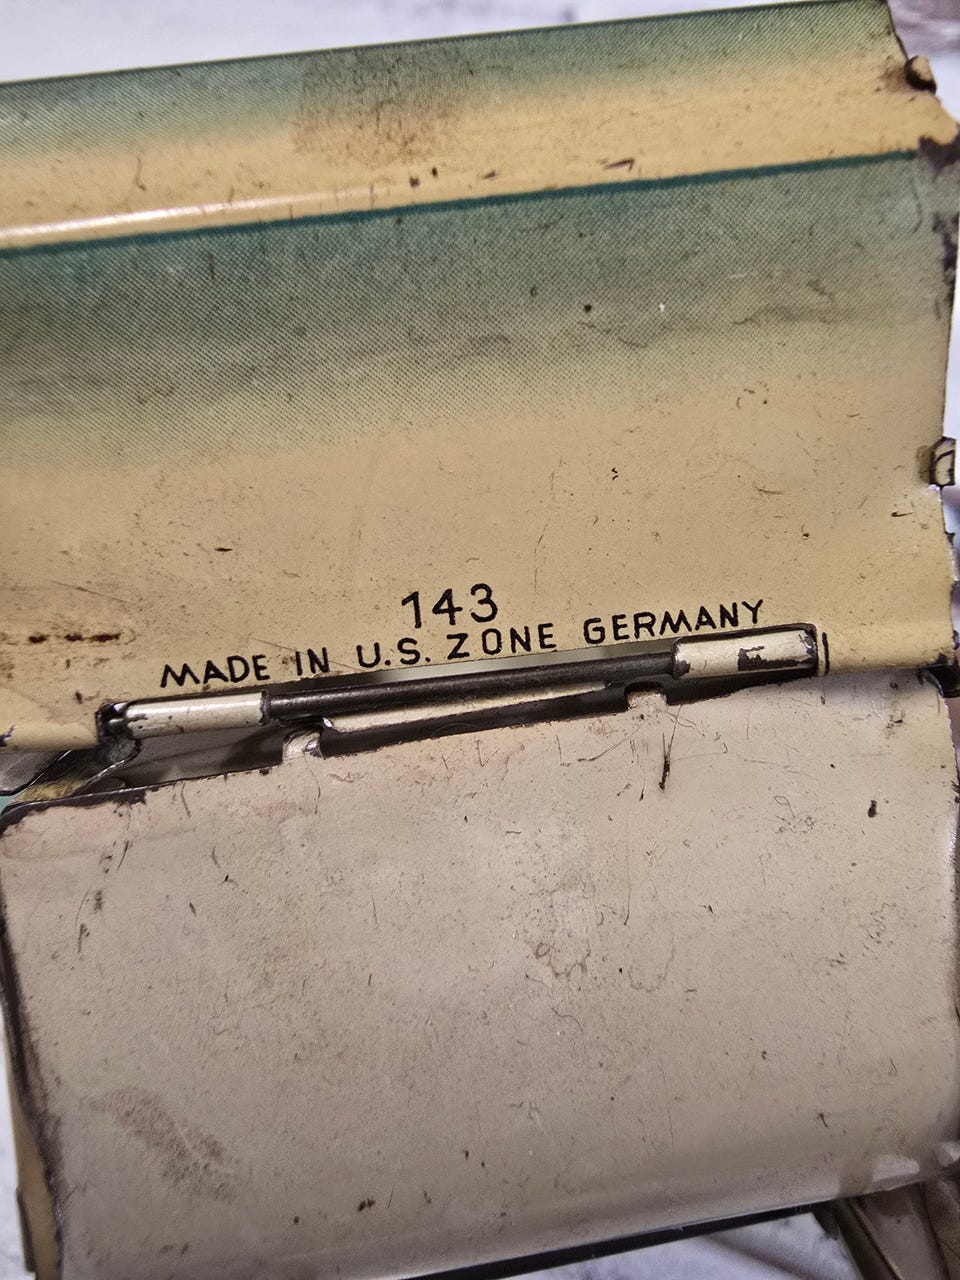 143
MADE IN U.S. ZONE GERMANY